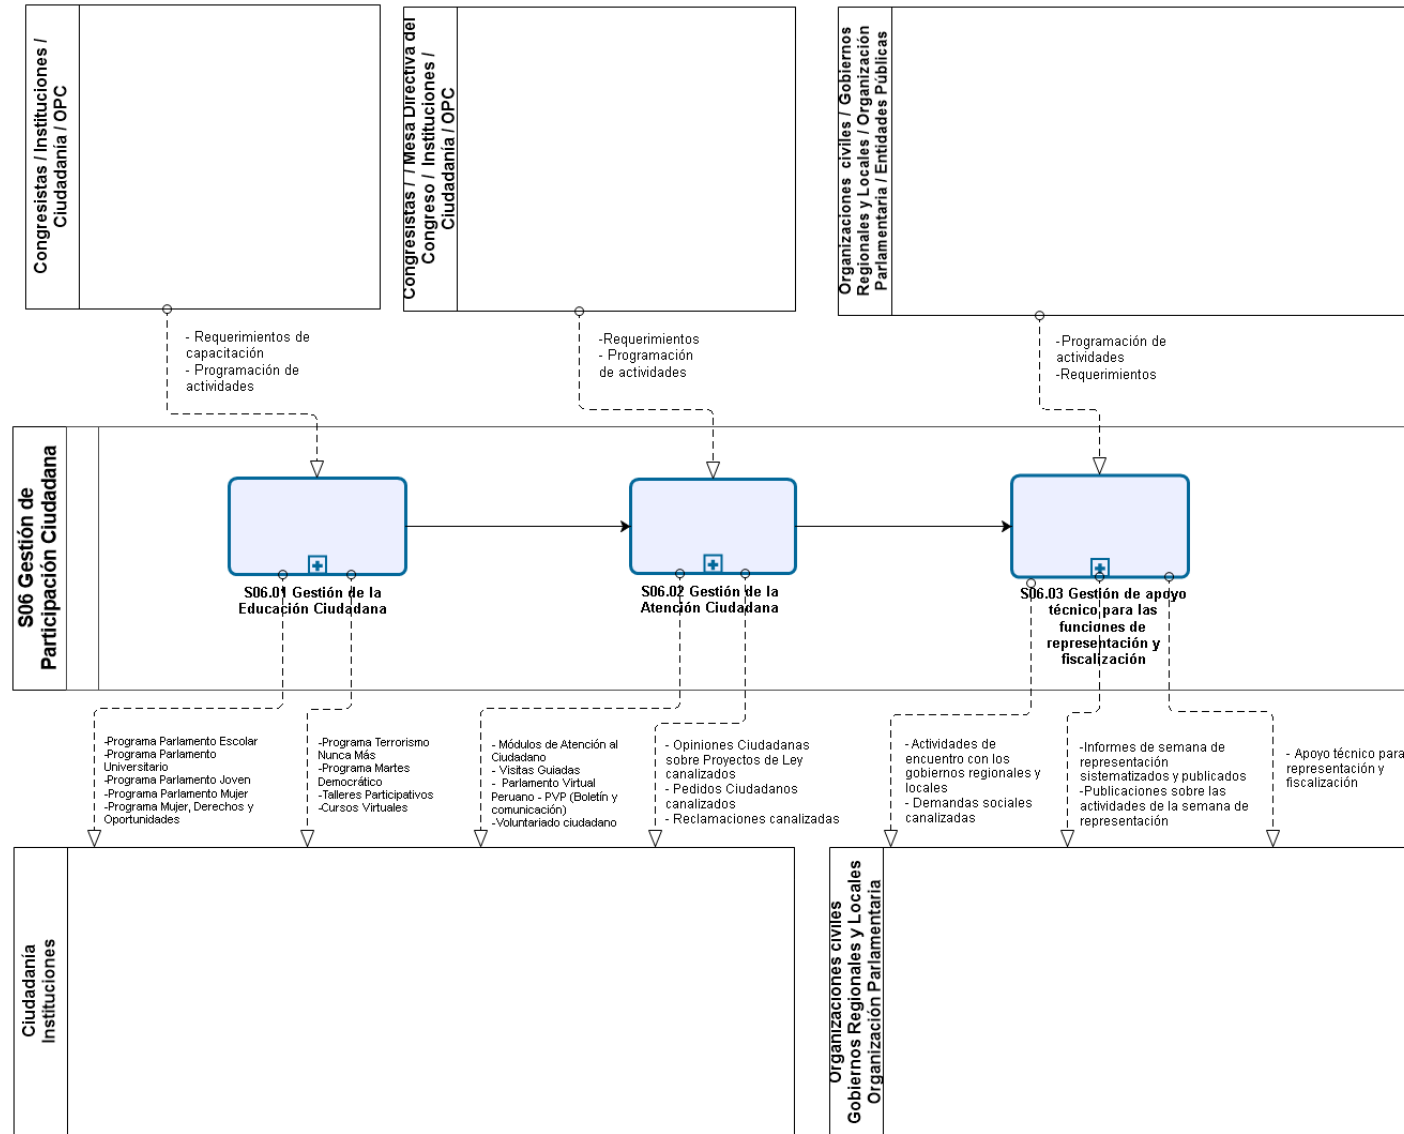 Congresistas / Instituciones /
Ciudadanía / OPC
Congresistas / / Mesa Directiva del
Congreso / Instituciones /
Ciudadanía / OPC
Organizaciones civiles / Gobiernos
Regionales y Locales / Organización
Parlamentaria / Entidades Públicas
- Requerimientos de
capacitación
- Programación de
actividades
-Requerimientos
- Programación
de actividades
-Programación de
actividades
-Requerimientos
S06 Gestión de
Participación Ciudadana
S06.01 Gestión de la
Educación Ciudadana
S06.02 Gestión de la
Atención Ciudadana
S06.03 Gestión de apoyo
técnico para las
funciones de
representación y
fiscalización
-Programa Parlamento Escolar
-Programa Parlamento
Universitario
-Programa Parlamento Joven
-Programa Parlamento Mujer
-Programa Mujer, Derechos y
Oportunidades
-Programa Terrorismo
Nunca Más
-Programa Martes
Democrático
-Talleres Participativos
-Cursos Virtuales
- Módulos de Atención al
Ciudadano
- Visitas Guiadas
- Parlamento Virtual
Peruano - PVP (Boletín y
comunicación)
-Voluntariado ciudadano
- Opiniones Ciudadanas
sobre Proyectos de Ley
canalizados
- Pedidos Ciudadanos
canalizados
- Reclamaciones canalizadas
- Actividades de
encuentro con los
gobiernos regionales y
locales
- Demandas sociales
canalizadas
-Informes de semana de
representación
sistematizados y publicados
-Publicaciones sobre las
actividades de la semana de
representación
- Apoyo técnico para
representación y
fiscalización
Ciudadanía
Instituciones
Organizaciones civiles
Gobiernos Regionales y Locales
Organización Parlamentaria